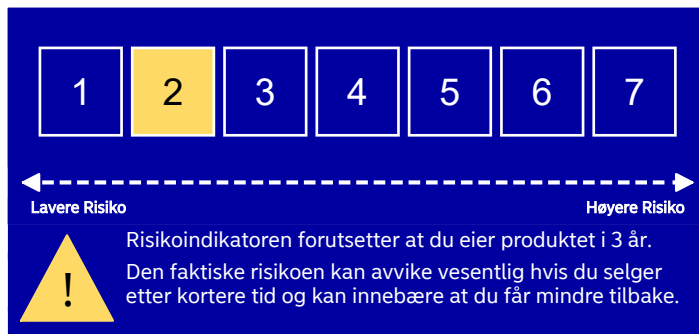 1 2 3 4 5 6 7
Lavere Risiko Høyere Risiko
Risikoindikatoren forutsetter at du eier produktet i 3 år.
Den faktiske risikoen kan avvike vesentlig hvis du selger
! etter kortere tid og kan innebære at du får mindre tilbake.